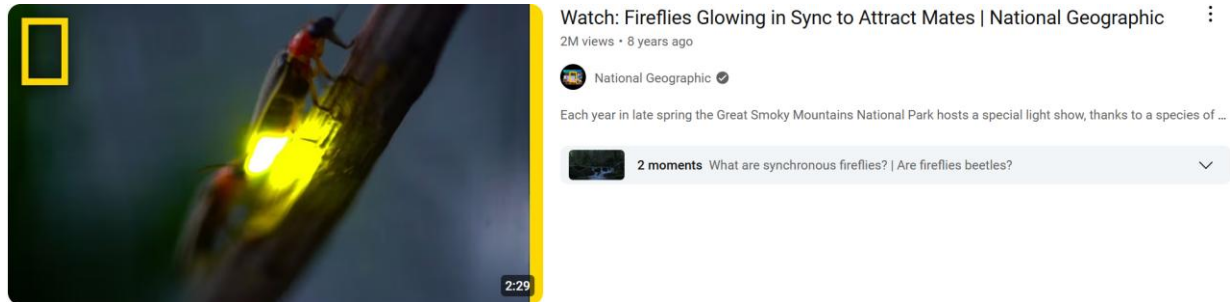 2:29
Watch: Fireflies Glowing in Sync to Attract Mates | National Geographic
2M views • 8 years ago
National Geographic
Each year in late spring the Great Smoky Mountains National Park hosts a special light show, thanks to a species of ...
2 moments What are synchronous fireflies? | Are fireflies beetles?